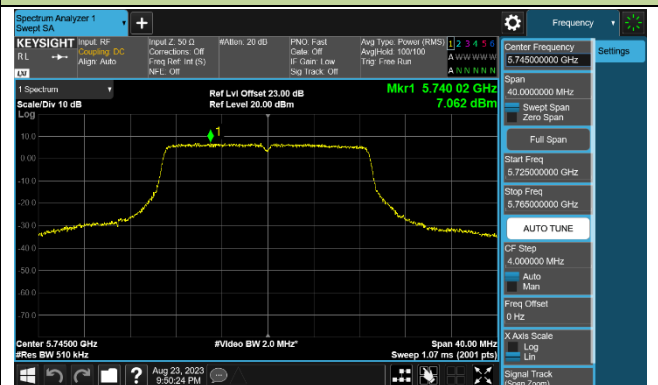 Spectrum Analyzer 1
Swept SA
Frequency
KEYSIGHT
RL
LXI
Input: RF
Coupling: DC
Align: Auto
Input Z: 50 Ω
Corrections: Off
Freq Ref: Int (S)
NFE: Off
#Atten: 20 dB
PNO: Fast
Gate: Off
IF Gain: Low
Sig Track: Off
Avg Type: Power (RMS)
Avg|Hold: 100/100
Trig: Free Run
1 2 3 4 5 6
A W W W W W
A N N N N N
1 Spectrum
Scale/Div 10 dB
Log
Ref Lvl Offset 23.00 dB
Ref Level 20.00 dBm
Mkr1 5.740 02 GHz
7.062 dBm
1
10.0
0.00
-10.0
-20.0
-30.0
-40.0
-50.0
-60.0
-70.0
Center 5.74500 GHz
#Res BW 510 kHz
#Video BW 2.0 MHz*
Span 40.00 MHz
Sweep 1.07 ms (2001 pts)
Center Frequency
5.745000000 GHz
Settings
Span
40.0000000 MHz
Swept Span
Zero Span
Full Span
Start Freq
5.725000000 GHz
Stop Freq
5.765000000 GHz
AUTO TUNE
CF Step
4.000000 MHz
Auto
Man
Freq Offset
0 Hz
X Axis Scale
Log
Lin
Signal Track
(Span Zoom)
Aug 23, 2023
9:50:24 PM